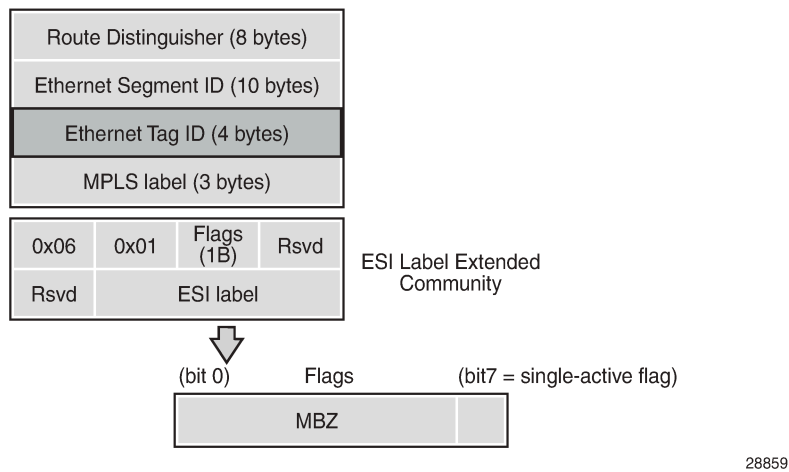 Route Distinguisher (8 bytes)
Ethernet Segment ID (10 bytes)
Ethernet Tag ID (4 bytes)
MPLS label (3 bytes)
0x06 0x01 Flags (1B) Rsvd
Rsvd ESI label
ESI Label Extended
Community
(bit 0) Flags (bit7 = single-active flag)
MBZ
28859